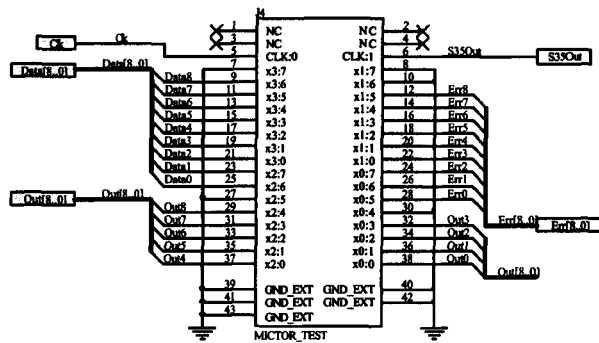 J4
1 NC NC 2
3 NC NC 4
Clk Clk 5 CLK:0 CLK:1 6 S35Out S35Out
Data[8..0] Data[8..0] 7 x3:7 x1:7 8
Data8 9 x3:6 x1:6 10
Data7 11 x3:5 x1:5 12 Err8
Data6 13 x3:4 x1:4 14 Err7
Data5 15 x3:3 x1:3 16 Err6
Data4 17 x3:2 x1:2 18 Err5
Data3 19 x3:1 x1:1 20 Err4
Data2 21 x3:0 x1:0 22 Err3
Data1 23 x2:7 x0:7 24 Err2
Data0 25 x2:6 x0:6 26 Err1
27 x2:5 x0:5 28 Err0
Out[8..0] Out[8..0] Out8 29 x2:4 x0:4 30
Out7 31 x2:3 x0:3 32 Out3 Err[8..0] Err[8..0]
Out6 33 x2:2 x0:2 34 Out2
Out5 35 x2:1 x0:1 36 Out1
Out4 37 x2:0 x0:0 38 Out0 Out[8..0]
39 GND_EXT GND_EXT 40
41 GND_EXT GND_EXT 42
43 GND_EXT
MICTOR_TEST